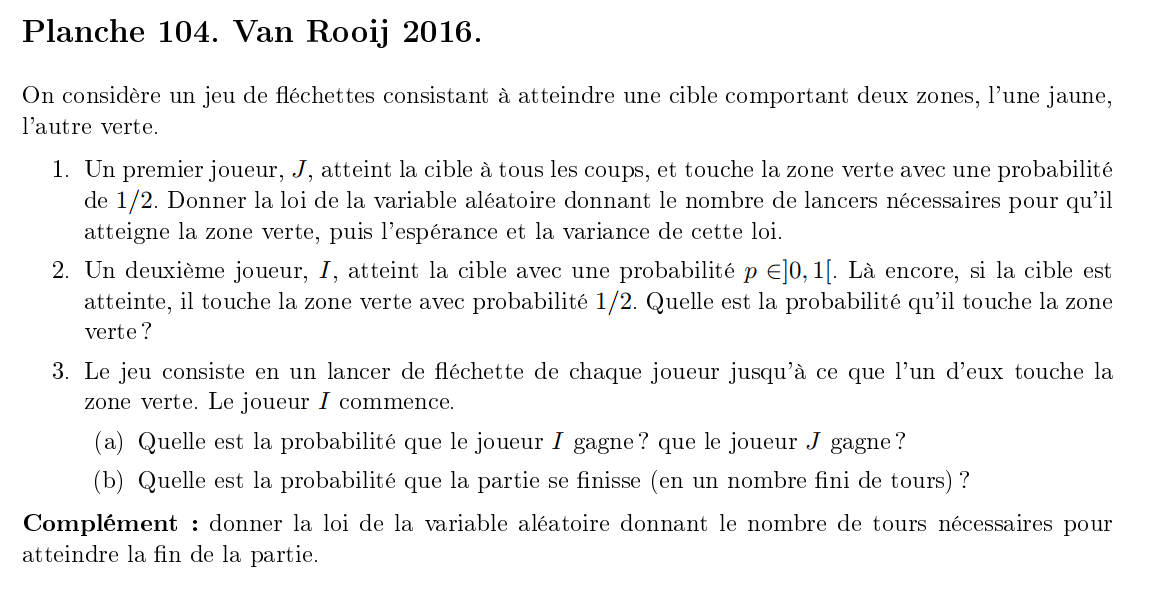 Planche 104. Van Rooij 2016.
On considère un jeu de fléchettes consistant à atteindre une cible comportant deux zones, l'une jaune,
l'autre verte.
1. Un premier joueur, J, atteint la cible à tous les coups, et touche la zone verte avec une probabilité
de 1/2. Donner la loi de la variable aléatoire donnant le nombre de lancers nécessaires pour qu'il
atteigne la zone verte, puis l'espérance et la variance de cette loi.
2. Un deuxième joueur, I, atteint la cible avec une probabilité p ∈]0, 1[. Là encore, si la cible est
atteinte, il touche la zone verte avec probabilité 1/2. Quelle est la probabilité qu'il touche la zone
verte ?
3. Le jeu consiste en un lancer de fléchette de chaque joueur jusqu'à ce que l'un d'eux touche la
zone verte. Le joueur I commence.
(a) Quelle est la probabilité que le joueur I gagne ? que le joueur J gagne ?
(b) Quelle est la probabilité que la partie se finisse (en un nombre fini de tours) ?
Complément : donner la loi de la variable aléatoire donnant le nombre de tours nécessaires pour
atteindre la fin de la partie.